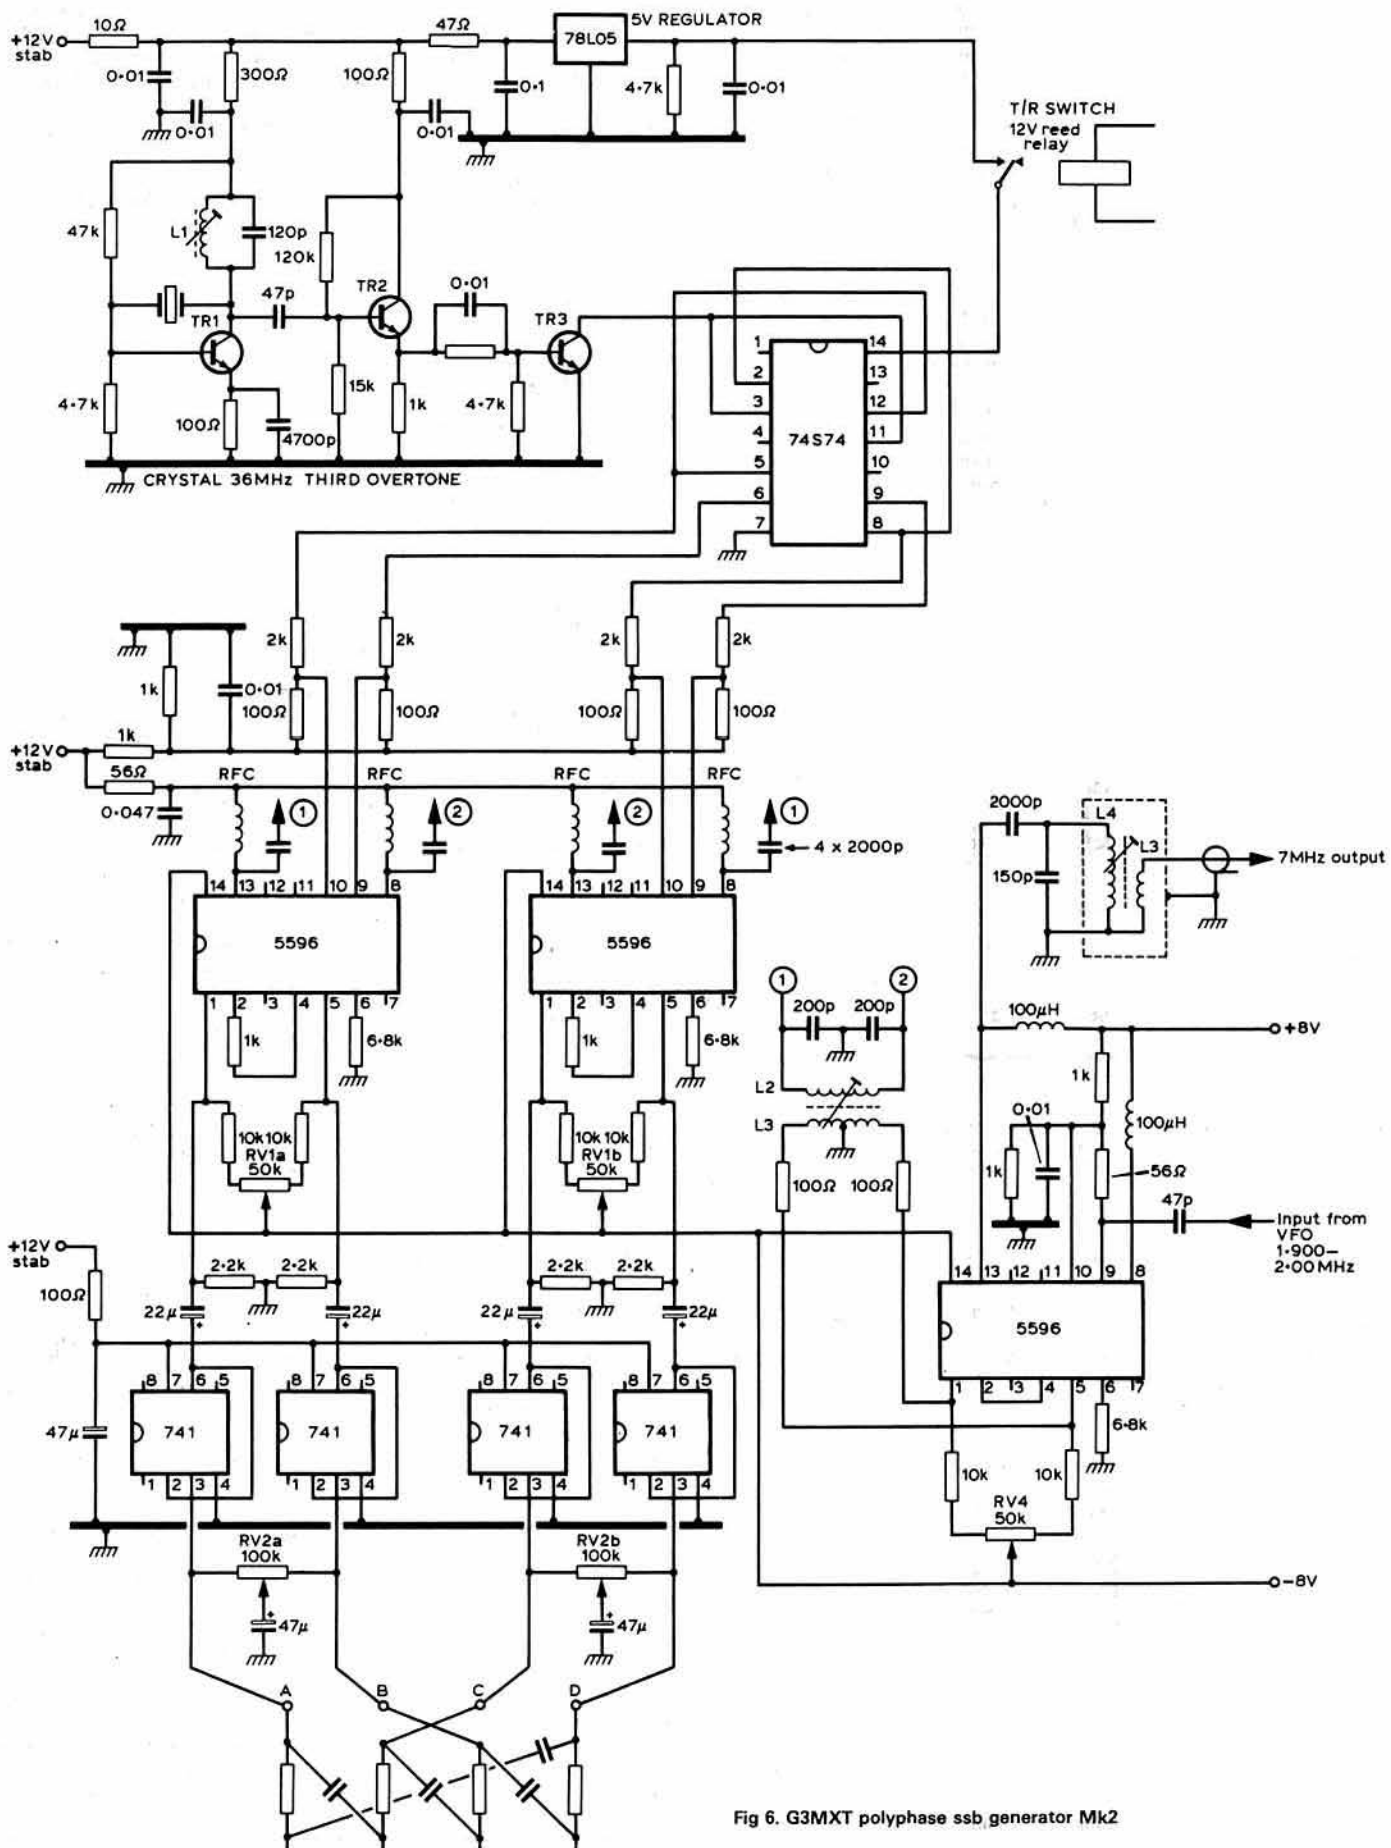 10Ω
47Ω
5V REGULATOR
+12V
stab
78L05
0·01
300Ω
100Ω
0·1
4·7k
0·01
0·01
0·01
T/R SWITCH
12V reed
relay
47k
L1
120p
120k
47p
TR2
0·01
TR1
TR3
15k
1k
4·7k
4·7k
100Ω
4700p
CRYSTAL 36MHz THIRD OVERTONE
1 14
2 13
3 12
4 11
5 10
6 9
7 8
74S74
2k
2k
2k
2k
1k
0·01
100Ω
100Ω
100Ω
100Ω
+12V
stab
1k
56Ω
0·047
RFC
RFC
RFC
RFC
1
2
2
1
4 x 2000p
14 13 12 11 10 9 8
5596
1 2 3 4 5 6 7
14 13 12 11 10 9 8
5596
1 2 3 4 5 6 7
1k
6·8k
1k
6·8k
10k 10k
RV1a
50k
10k 10k
RV1b
50k
2000p
L4
L3
150p
7MHz output
1
2
200p
200p
L2
L3
100Ω
100Ω
100µH
+8V
1k
0·01
100µH
1k
56Ω
47p
Input from
VFO
1·900–
2·00MHz
14 13 12 11 10 9 8
5596
1 2 3 4 5 6 7
10k
10k
6·8k
RV4
50k
-8V
+12V
stab
100Ω
2·2k
2·2k
2·2k
2·2k
22µ
+
22µ
+
22µ
+
22µ
+
47µ
8 7 6 5
741
1 2 3 4
8 7 6 5
741
1 2 3 4
8 7 6 5
741
1 2 3 4
8 7 6 5
741
1 2 3 4
RV2a
100k
RV2b
100k
+
47µ
+
47µ
A B C D
Fig 6. G3MXT polyphase ssb generator Mk2